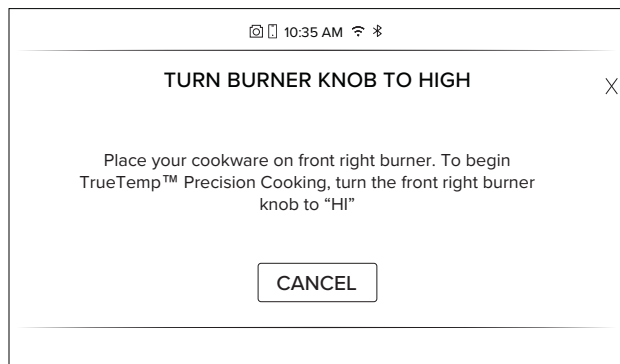 10:35 AM
TURN BURNER KNOB TO HIGH
X
Place your cookware on front right burner. To begin
TrueTemp™ Precision Cooking, turn the front right burner
knob to “HI”
CANCEL